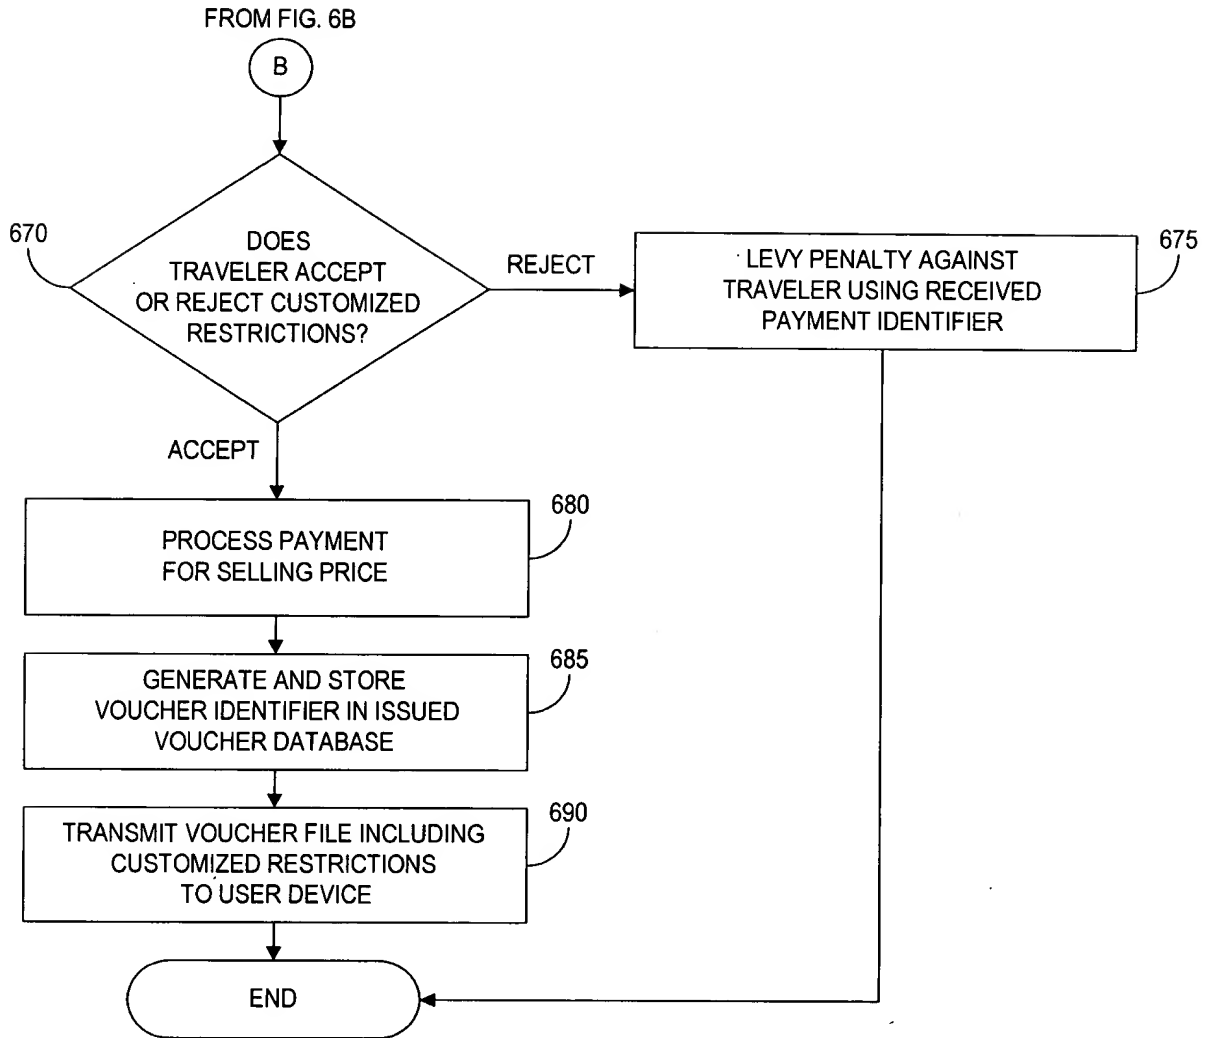 FROM FIG. 6B
B
670
DOES
TRAVELER ACCEPT
OR REJECT CUSTOMIZED
RESTRICTIONS?
REJECT
675
LEVY PENALTY AGAINST
TRAVELER USING RECEIVED
PAYMENT IDENTIFIER
ACCEPT
680
PROCESS PAYMENT
FOR SELLING PRICE
685
GENERATE AND STORE
VOUCHER IDENTIFIER IN ISSUED
VOUCHER DATABASE
690
TRANSMIT VOUCHER FILE INCLUDING
CUSTOMIZED RESTRICTIONS
TO USER DEVICE
END